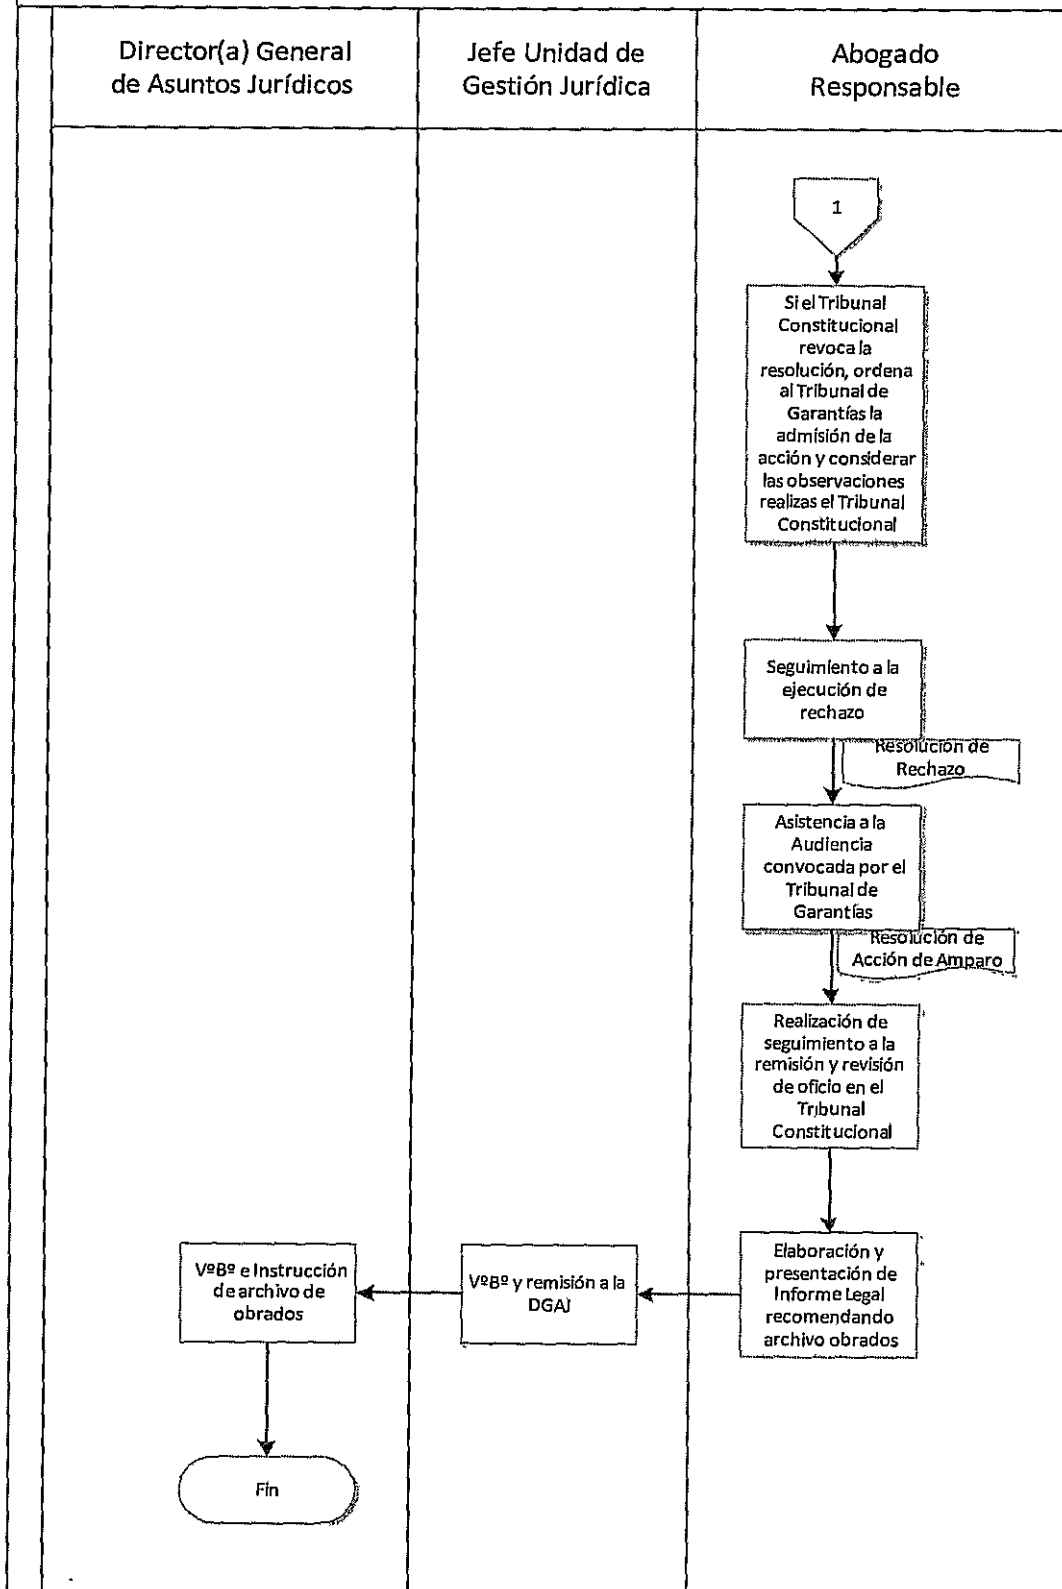 Director(a) General
de Asuntos Jurídicos
Jefe Unidad de
Gestión Jurídica
Abogado
Responsable
1
Si el Tribunal
Constitucional
revoca la
resolución, ordena
al Tribunal de
Garantías la
admisión de la
acción y considerar
las observaciones
realizas el Tribunal
Constitucional
Seguimiento a la
ejecución de
rechazo
Resolución de
Rechazo
Asistencia a la
Audiencia
convocada por el
Tribunal de
Garantías
Resolución de
Acción de Amparo
Realización de
seguimiento a la
remisión y revisión
de oficio en el
Tribunal
Constitucional
Elaboración y
presentación de
Informe Legal
recomendando
archivo obrados
VºBº y remisión a la
DGAJ
VºBº e Instrucción
de archivo de
obrados
Fin